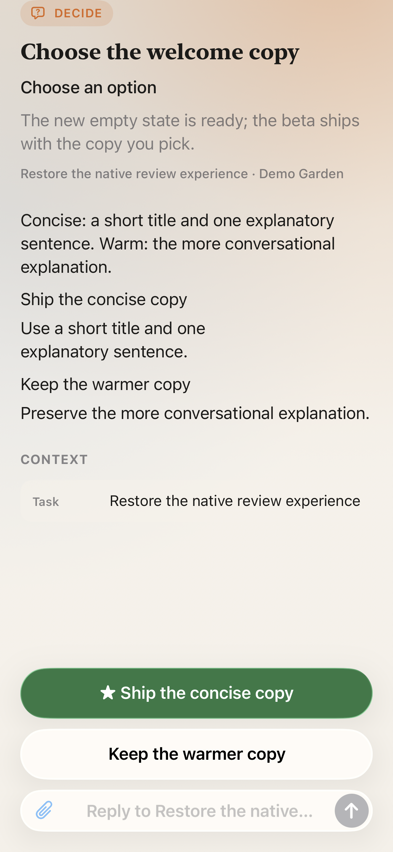 DECIDE
Choose the welcome copy
Choose an option
The new empty state is ready; the beta ships
with the copy you pick.
Restore the native review experience · Demo Garden
Concise: a short title and one explanatory
sentence. Warm: the more conversational
explanation.
Ship the concise copy
Use a short title and one
explanatory sentence.
Keep the warmer copy
Preserve the more conversational explanation.
CONTEXT
Task Restore the native review experience
★ Ship the concise copy
Keep the warmer copy
Reply to Restore the native...